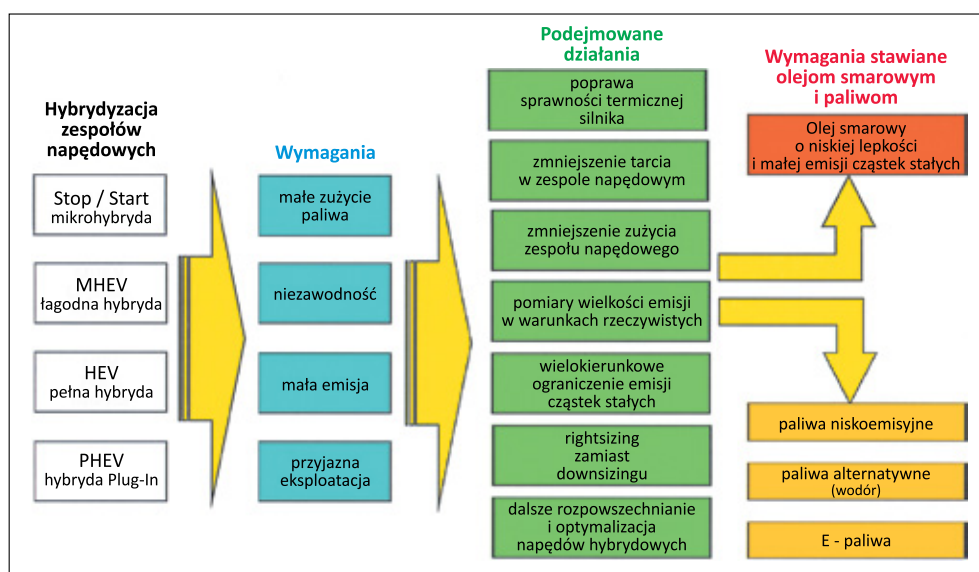 Hybrydyzacja
zespołów
napędowych
Stop / Start
mikrohybryda
MHEV
łagodna hybryda
HEV
pełna hybryda
PHEV
hybryda Plug-In
Wymagania
małe zużycie
paliwa
niezawodność
mała emisja
przyjazna
eksploatacja
Podejmowane
działania
poprawa
sprawności termicznej
silnika
zmniejszenie tarcia
w zespole napędowym
zmniejszenie zużycia
zespołu napędowego
pomiary wielkości emisji
w warunkach rzeczywistych
wielokierunkowe
ograniczenie emisji
cząstek stałych
rightsizing
zamiast
downsizingu
dalsze rozpowszechnianie
i optymalizacja
napędów hybrydowych
Wymagania stawiane
olejom smarowym
i paliwom
Olej smarowy
o niskiej lepkości
i małej emisji cząstek stałych
paliwa niskoemisyjne
paliwa alternatywne
(wodór)
E - paliwa